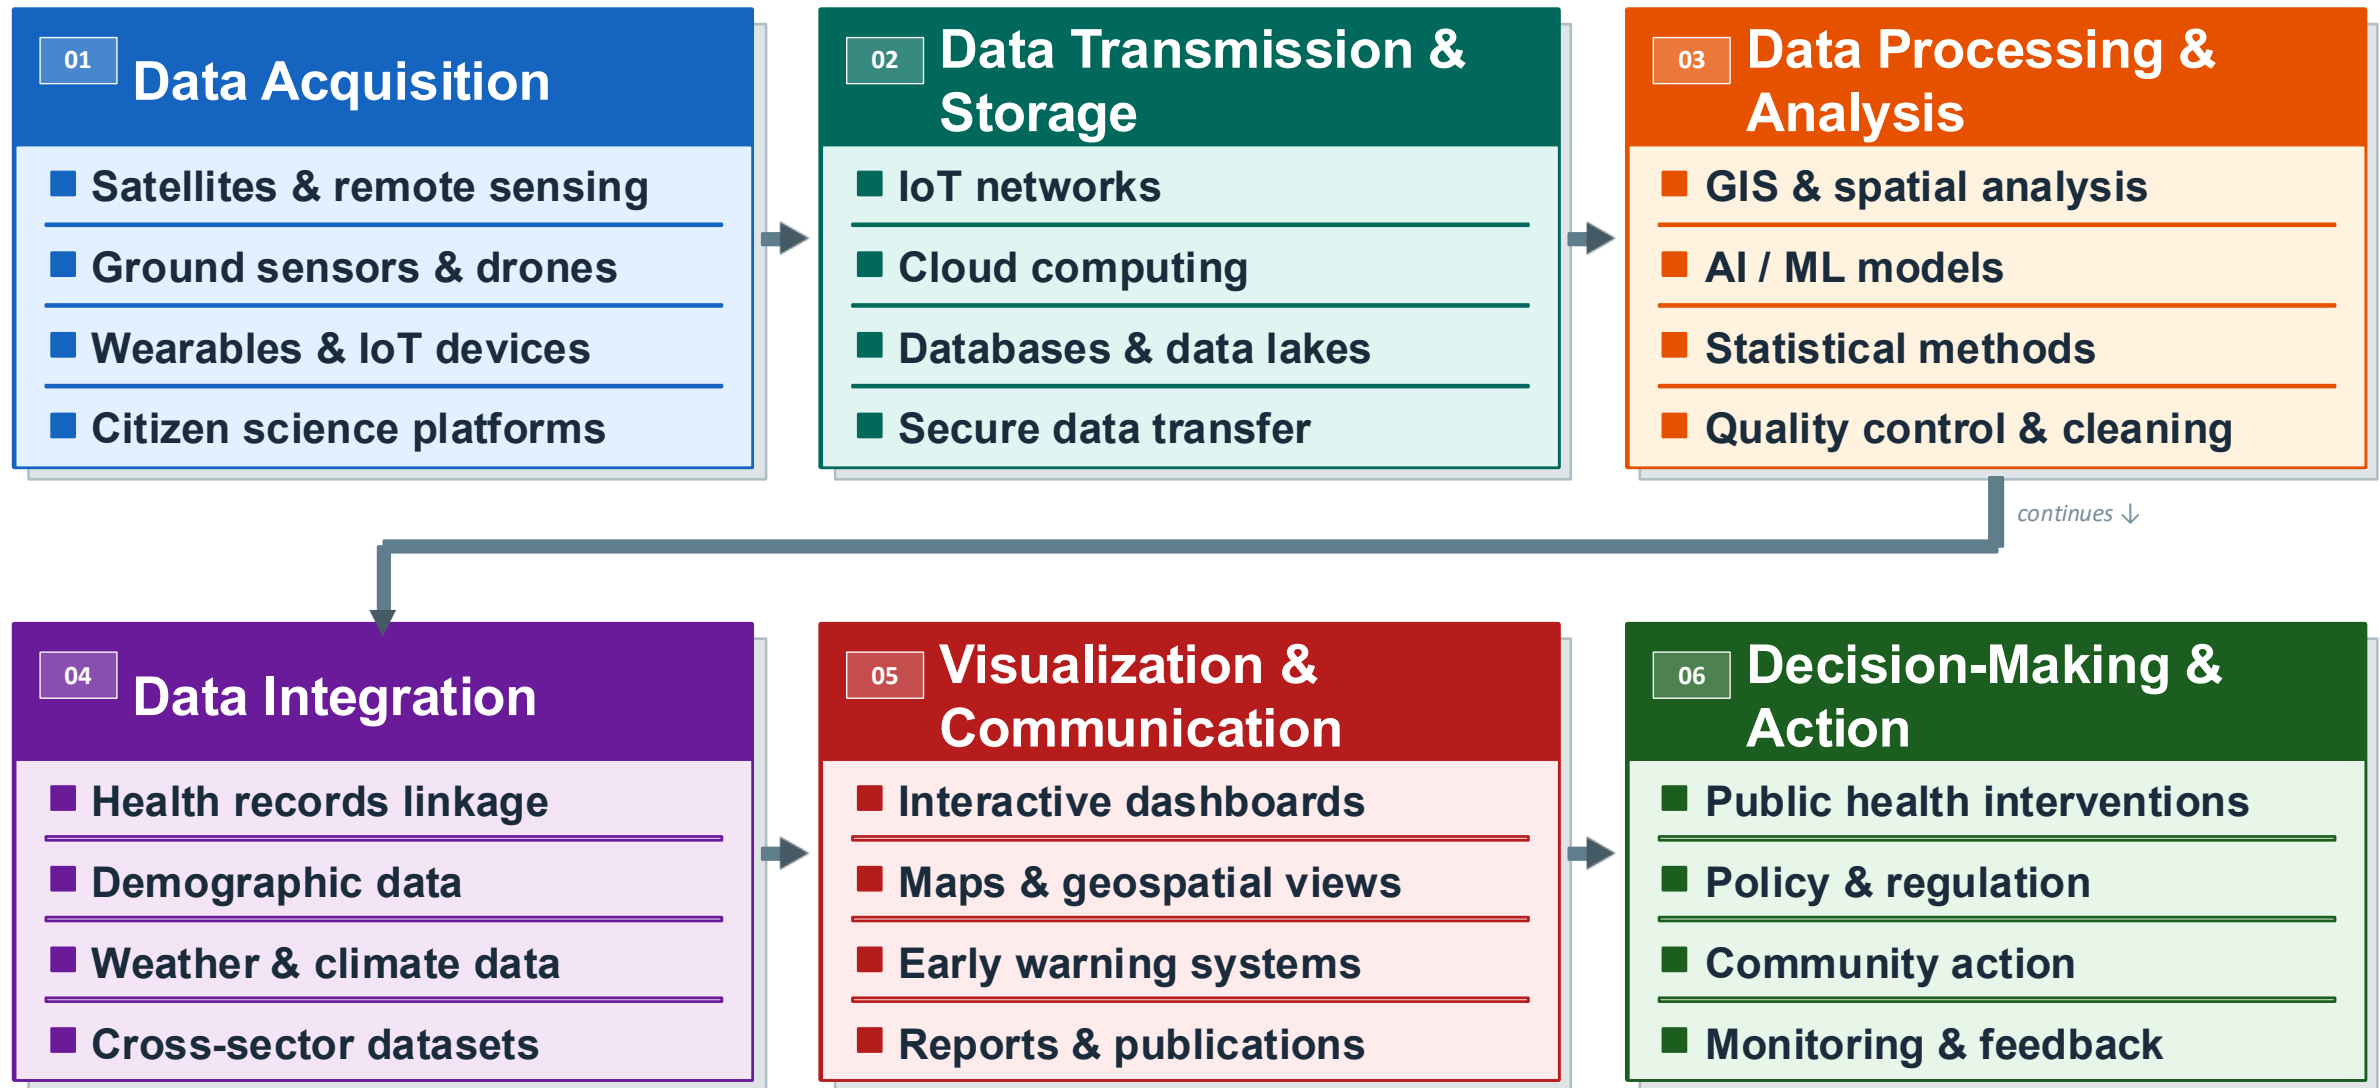 01
Data Acquisition
Satellites & remote sensing
Ground sensors & drones
Wearables & IoT devices
Citizen science platforms
02
Data Transmission &
Storage
IoT networks
Cloud computing
Databases & data lakes
Secure data transfer
03
Data Processing &
Analysis
GIS & spatial analysis
AI / ML models
Statistical methods
Quality control & cleaning
continues ↓
04
Data Integration
Health records linkage
Demographic data
Weather & climate data
Cross-sector datasets
05
Visualization &
Communication
Interactive dashboards
Maps & geospatial views
Early warning systems
Reports & publications
06
Decision-Making &
Action
Public health interventions
Policy & regulation
Community action
Monitoring & feedback